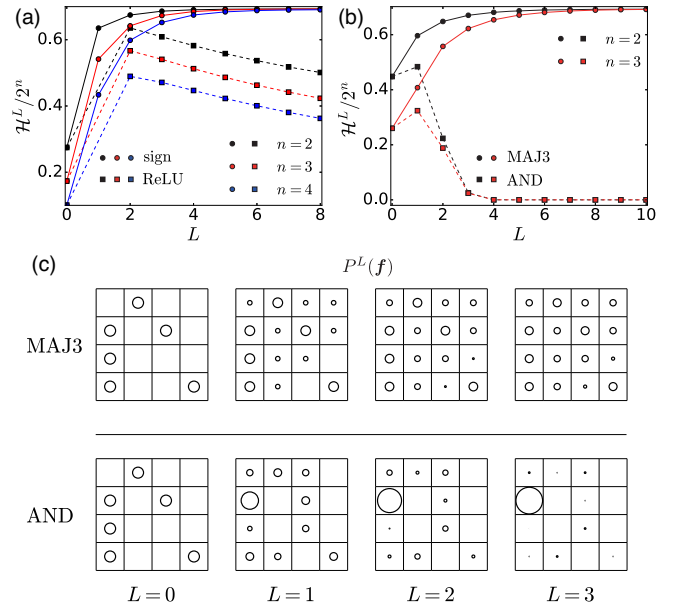 (a)
0.6
0.4
0.2
ℋ^L/2^n
0 2 4 6 8
L
sign
ReLU
n = 2
n = 3
n = 4
(b)
0.6
0.4
0.2
0.0
ℋ^L/2^n
0 2 4 6 8 10
L
n = 2
n = 3
MAJ3
AND
(c)
P^L(f)
MAJ3
AND
L = 0 L = 1 L = 2 L = 3